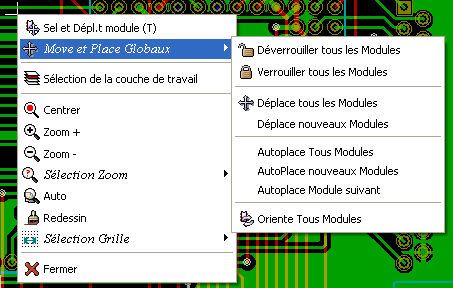 Sel et Dépl.t module (T)
Move et Place Globaux
Sélection de la couche de travail
Centrer
Zoom +
Zoom -
Sélection Zoom
Auto
Redessin
Sélection Grille
Fermer
Déverrouiller tous les Modules
Verrouiller tous les Modules
Déplace tous les Modules
Déplace nouveaux Modules
Autoplace Tous Modules
AutoPlace nouveaux Modules
Autoplace Module suivant
Oriente Tous Modules